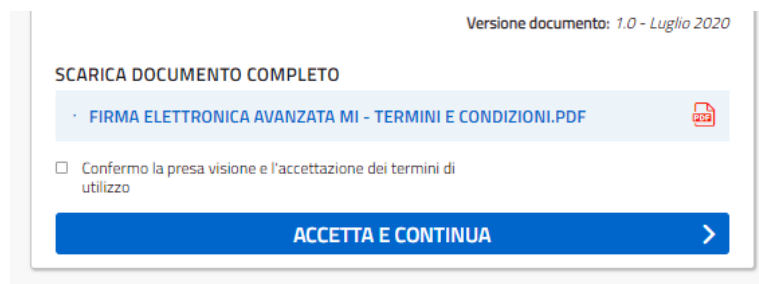 Versione documento: 1.0 - Luglio 2020
SCARICA DOCUMENTO COMPLETO
· FIRMA ELETTRONICA AVANZATA MI - TERMINI E CONDIZIONI.PDF
PDF
Confermo la presa visione e l'accettazione dei termini di
utilizzo
ACCETTA E CONTINUA